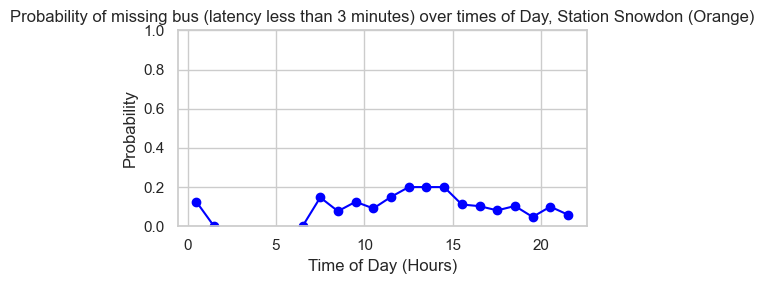 Probability of missing bus (latency less than 3 minutes) over times of Day, Station Snowdon (Orange)
1.0
0.8
0.6
0.4
0.2
0.0
Probability
0 5 10 15 20
Time of Day (Hours)